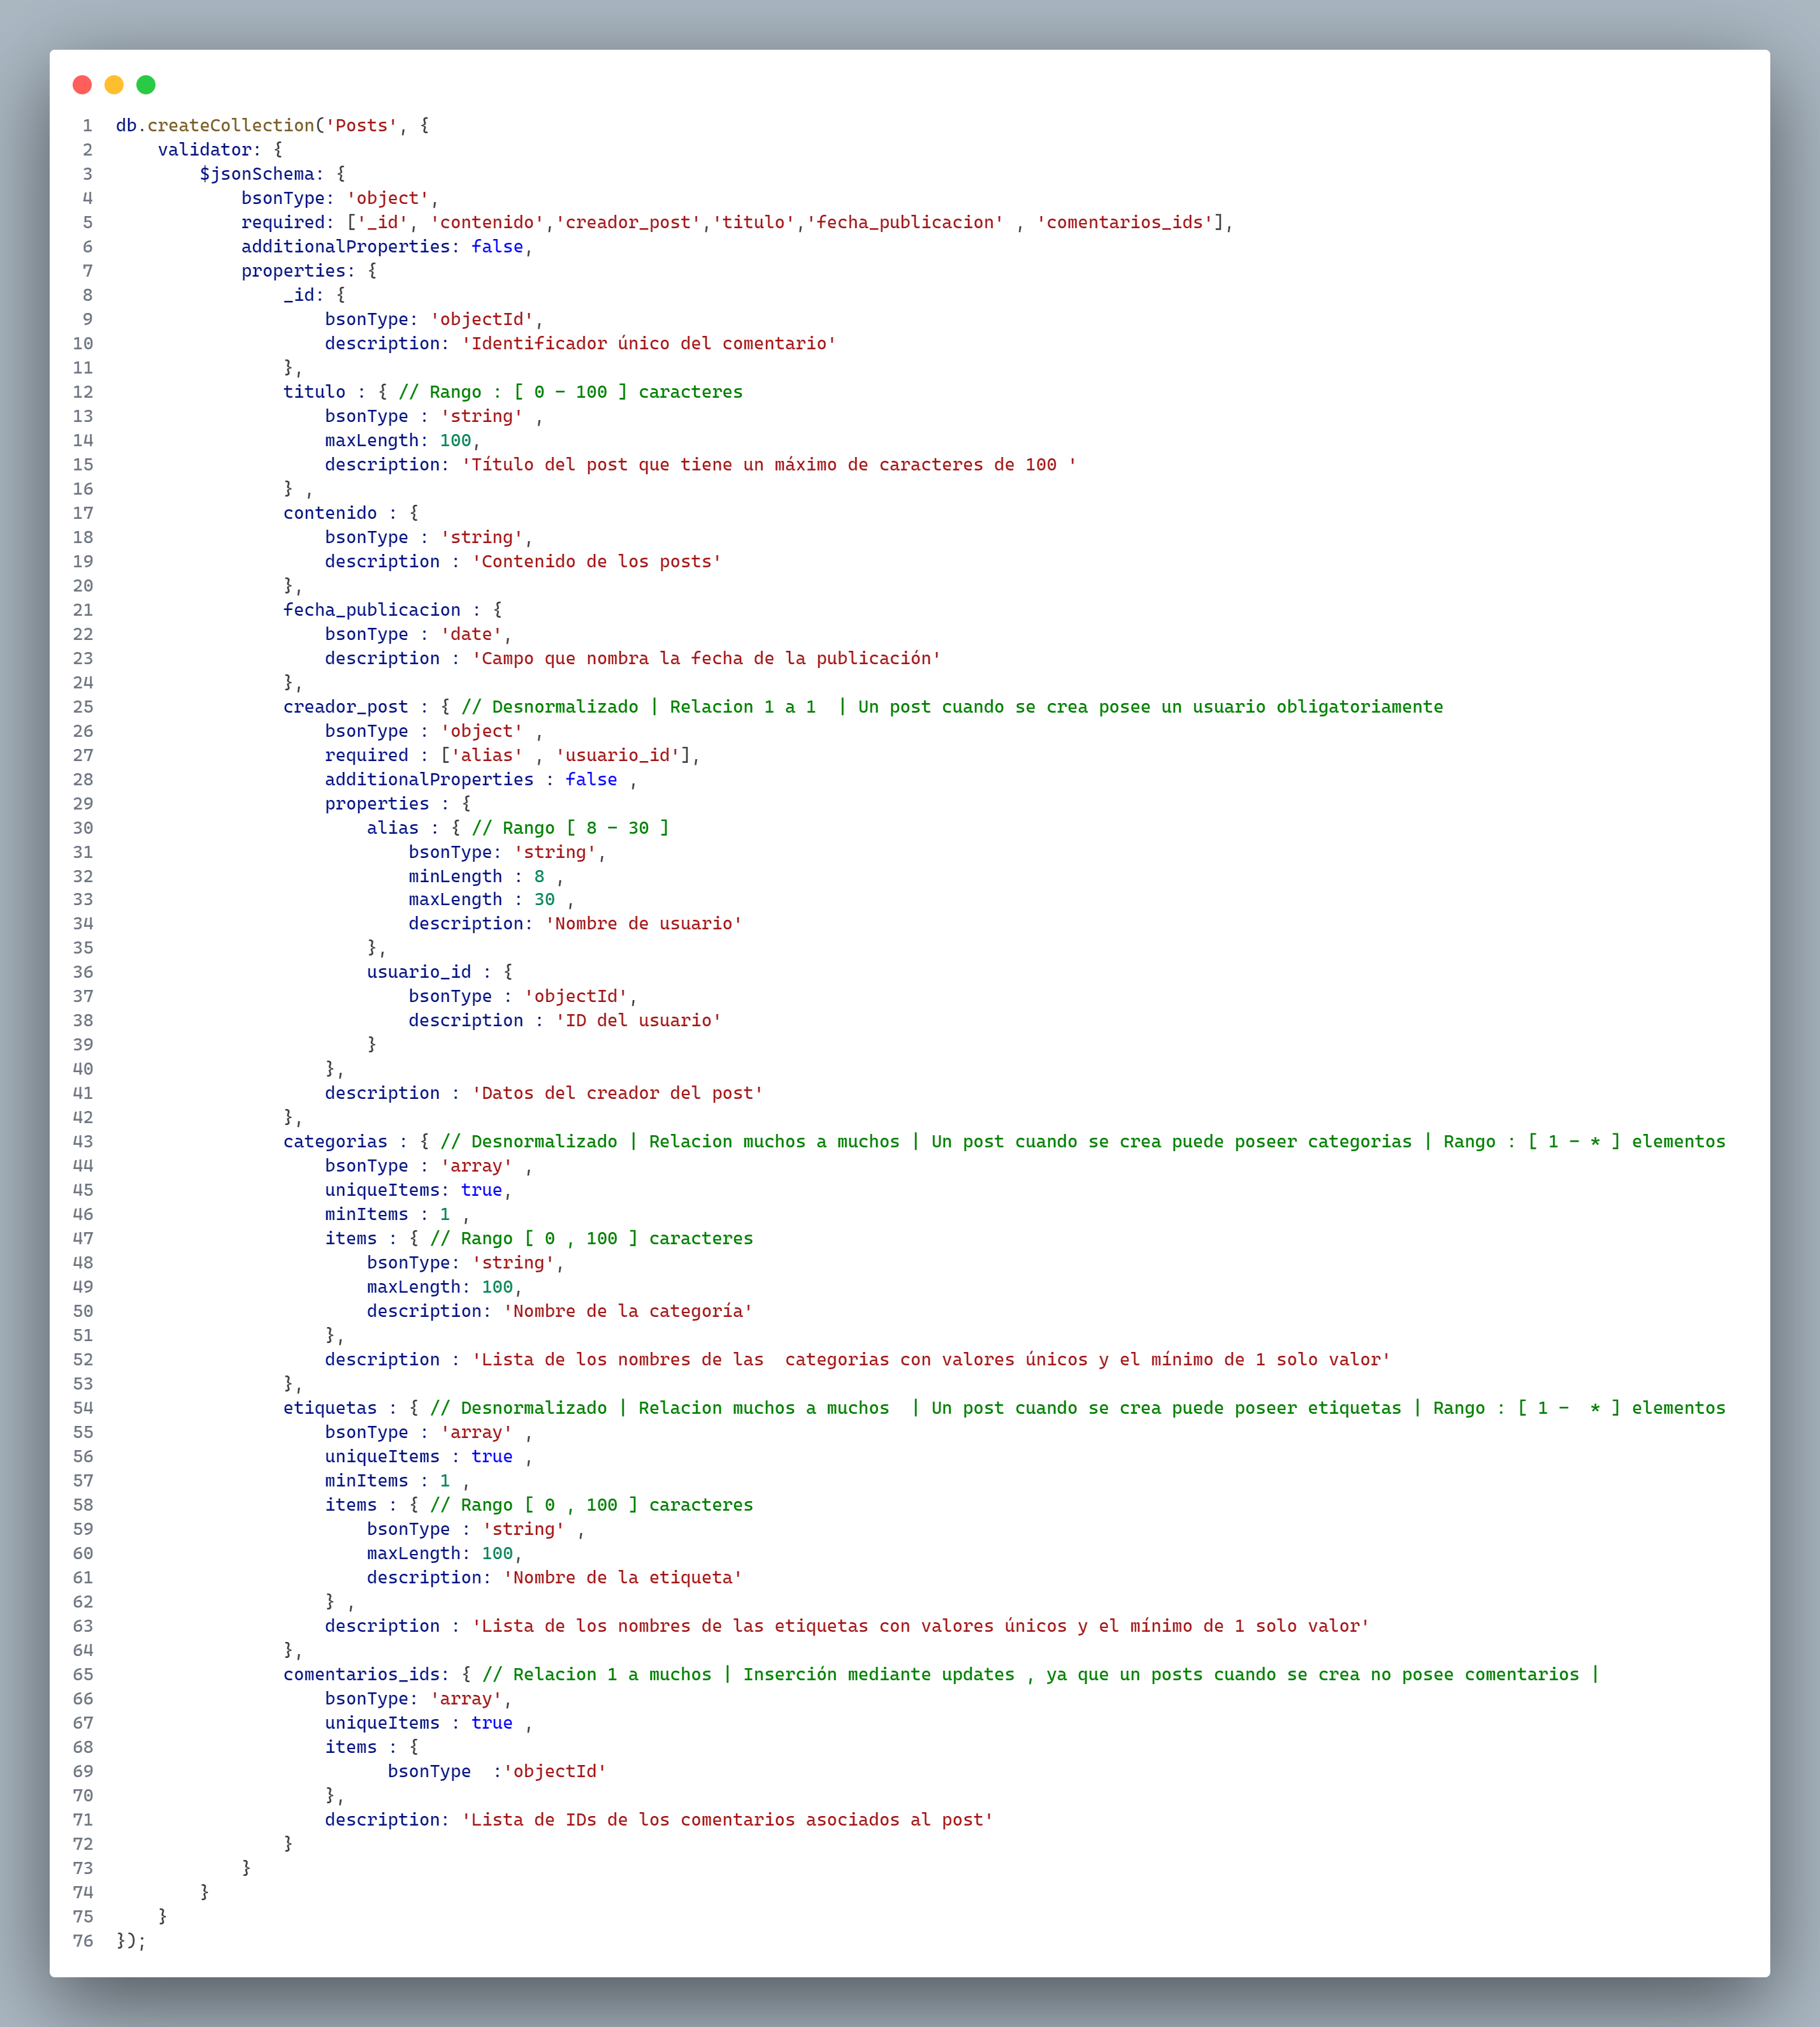 1 db.createCollection('Posts', {
2     validator: {
3         $jsonSchema: {
4             bsonType: 'object',
5             required: ['_id', 'contenido','creador_post','titulo','fecha_publicacion' , 'comentarios_ids'],
6             additionalProperties: false,
7             properties: {
8                 _id: {
9                     bsonType: 'objectId',
10                     description: 'Identificador único del comentario'
11                 },
12                 titulo : { // Rango : [ 0 - 100 ] caracteres
13                     bsonType : 'string' ,
14                     maxLength: 100,
15                     description: 'Título del post que tiene un máximo de caracteres de 100 '
16                 } ,
17                 contenido : {
18                     bsonType : 'string',
19                     description : 'Contenido de los posts'
20                 },
21                 fecha_publicacion : {
22                     bsonType : 'date',
23                     description : 'Campo que nombra la fecha de la publicación'
24                 },
25                 creador_post : { // Desnormalizado | Relacion 1 a 1  | Un post cuando se crea posee un usuario obligatoriamente
26                     bsonType : 'object' ,
27                     required : ['alias' , 'usuario_id'],
28                     additionalProperties : false ,
29                     properties : {
30                         alias : { // Rango [ 8 - 30 ]
31                             bsonType: 'string',
32                             minLength : 8 ,
33                             maxLength : 30 ,
34                             description: 'Nombre de usuario'
35                         },
36                         usuario_id : {
37                             bsonType : 'objectId',
38                             description : 'ID del usuario'
39                         }
40                     },
41                     description : 'Datos del creador del post'
42                 },
43                 categorias : { // Desnormalizado | Relacion muchos a muchos | Un post cuando se crea puede poseer categorias | Rango : [ 1 - * ] elementos
44                     bsonType : 'array' ,
45                     uniqueItems: true,
46                     minItems : 1 ,
47                     items : { // Rango [ 0 , 100 ] caracteres
48                         bsonType: 'string',
49                         maxLength: 100,
50                         description: 'Nombre de la categoría'
51                     },
52                     description : 'Lista de los nombres de las  categorias con valores únicos y el mínimo de 1 solo valor'
53                 },
54                 etiquetas : { // Desnormalizado | Relacion muchos a muchos  | Un post cuando se crea puede poseer etiquetas | Rango : [ 1 -  * ] elementos
55                     bsonType : 'array' ,
56                     uniqueItems : true ,
57                     minItems : 1 ,
58                     items : { // Rango [ 0 , 100 ] caracteres
59                         bsonType : 'string' ,
60                         maxLength: 100,
61                         description: 'Nombre de la etiqueta'
62                     } ,
63                     description : 'Lista de los nombres de las etiquetas con valores únicos y el mínimo de 1 solo valor'
64                 },
65                 comentarios_ids: { // Relacion 1 a muchos | Inserción mediante updates , ya que un posts cuando se crea no posee comentarios |
66                     bsonType: 'array',
67                     uniqueItems : true ,
68                     items : {
69                           bsonType  :'objectId'
70                     },
71                     description: 'Lista de IDs de los comentarios asociados al post'
72                 }
73             }
74         }
75     }
76 });